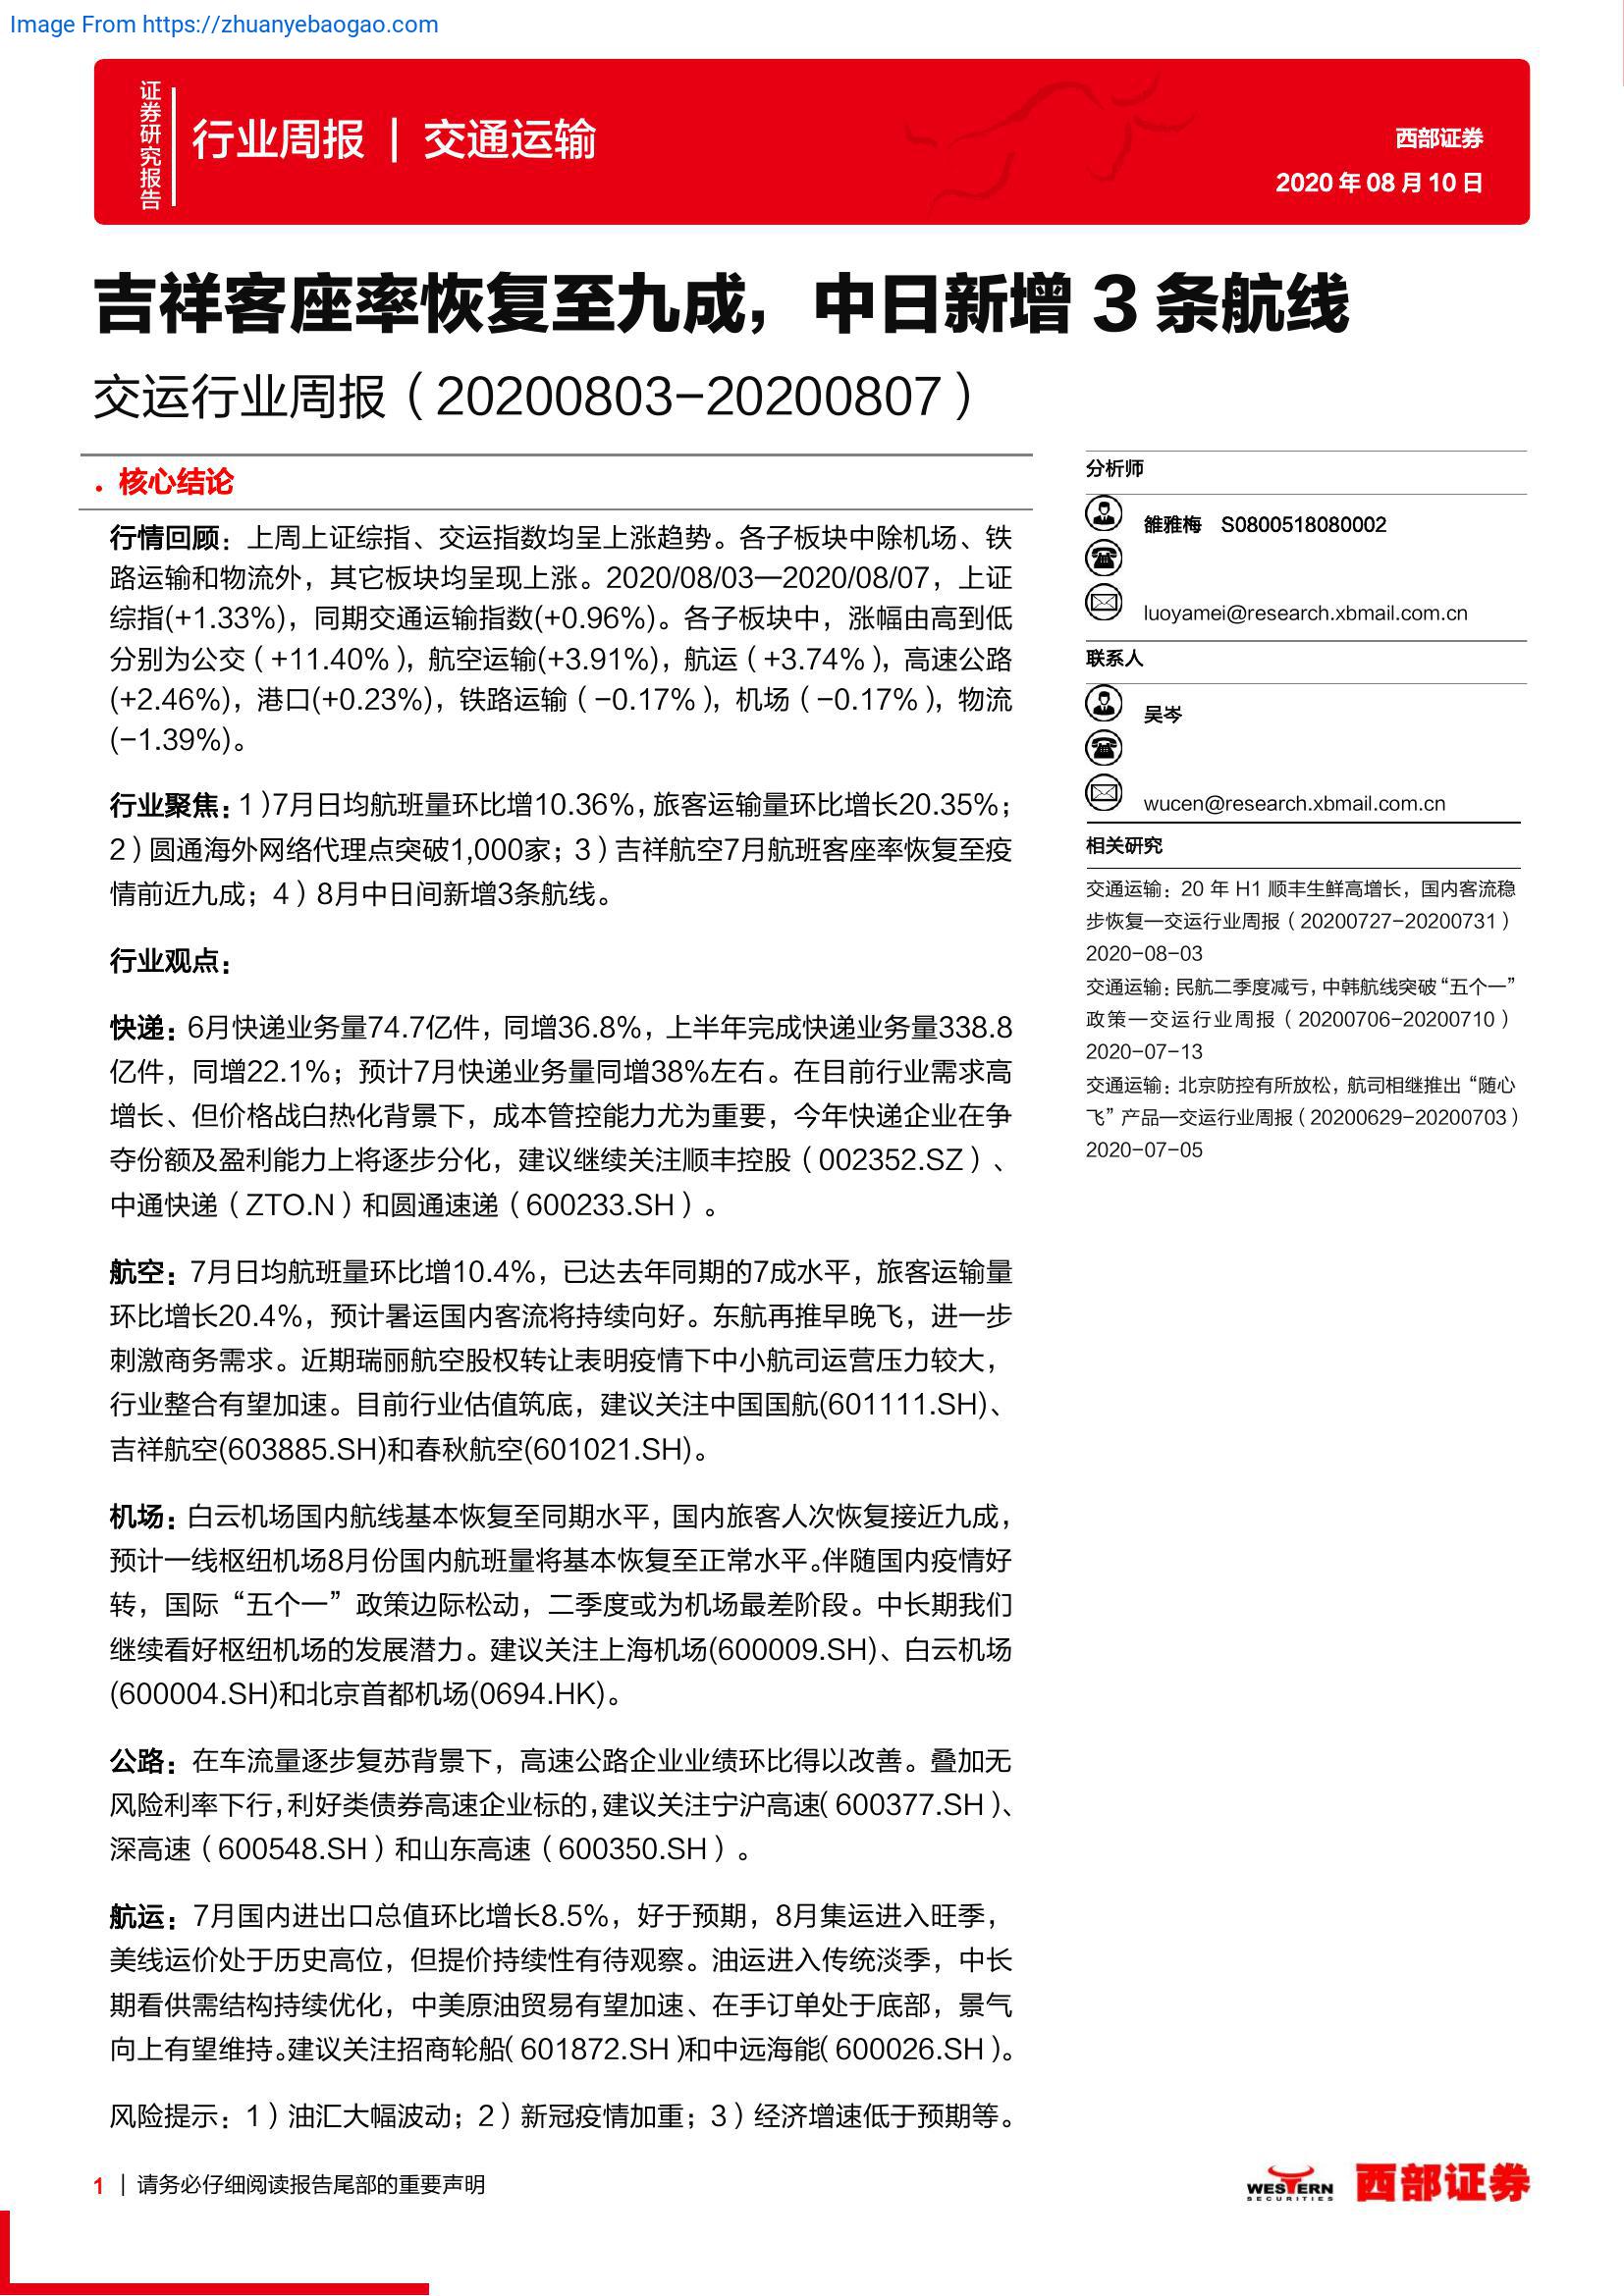 Image From https://zhuanyebaogao.com
证券研究报告
行业周报 | 交通运输
西部证券
2020 年 08 月 10 日
吉祥客座率恢复至九成，中日新增 3 条航线
交运行业周报（20200803-20200807）
• 核心结论
行情回顾：上周上证综指、交运指数均呈上涨趋势。各子板块中除机场、铁
路运输和物流外，其它板块均呈现上涨。2020/08/03—2020/08/07，上证
综指(+1.33%)，同期交通运输指数(+0.96%)。各子板块中，涨幅由高到低
分别为公交（+11.40%），航空运输(+3.91%)，航运（+3.74%），高速公路
(+2.46%)，港口(+0.23%)，铁路运输（-0.17%），机场（-0.17%），物流
(-1.39%)。
行业聚焦：1）7月日均航班量环比增10.36%，旅客运输量环比增长20.35%；
2）圆通海外网络代理点突破1,000家；3）吉祥航空7月航班客座率恢复至疫
情前近九成；4）8月中日间新增3条航线。
行业观点：
快递：6月快递业务量74.7亿件，同增36.8%，上半年完成快递业务量338.8
亿件，同增22.1%；预计7月快递业务量同增38%左右。在目前行业需求高
增长、但价格战白热化背景下，成本管控能力尤为重要，今年快递企业在争
夺份额及盈利能力上将逐步分化，建议继续关注顺丰控股（002352.SZ）、
中通快递（ZTO.N）和圆通速递（600233.SH）。
航空：7月日均航班量环比增10.4%，已达去年同期的7成水平，旅客运输量
环比增长20.4%，预计暑运国内客流将持续向好。东航再推早晚飞，进一步
刺激商务需求。近期瑞丽航空股权转让表明疫情下中小航司运营压力较大，
行业整合有望加速。目前行业估值筑底，建议关注中国国航(601111.SH)、
吉祥航空(603885.SH)和春秋航空(601021.SH)。
机场：白云机场国内航线基本恢复至同期水平，国内旅客人次恢复接近九成，
预计一线枢纽机场8月份国内航班量将基本恢复至正常水平。伴随国内疫情好
转，国际“五个一”政策边际松动，二季度或为机场最差阶段。中长期我们
继续看好枢纽机场的发展潜力。建议关注上海机场(600009.SH)、白云机场
(600004.SH)和北京首都机场(0694.HK)。
公路：在车流量逐步复苏背景下，高速公路企业业绩环比得以改善。叠加无
风险利率下行，利好类债券高速企业标的，建议关注宁沪高速（600377.SH）、
深高速（600548.SH）和山东高速（600350.SH）。
航运：7月国内进出口总值环比增长8.5%，好于预期，8月集运进入旺季，
美线运价处于历史高位，但提价持续性有待观察。油运进入传统淡季，中长
期看供需结构持续优化，中美原油贸易有望加速、在手订单处于底部，景气
向上有望维持。建议关注招商轮船（601872.SH）和中远海能（600026.SH）。
风险提示：1）油汇大幅波动；2）新冠疫情加重；3）经济增速低于预期等。
分析师
雒雅梅 S0800518080002
luoyamei@research.xbmail.com.cn
联系人
吴岑
wucen@research.xbmail.com.cn
相关研究
交通运输：20 年 H1 顺丰生鲜高增长，国内客流稳
步恢复—交运行业周报（20200727-20200731）
2020-08-03
交通运输：民航二季度减亏，中韩航线突破“五个一”
政策—交运行业周报（20200706-20200710）
2020-07-13
交通运输：北京防控有所放松，航司相继推出“随心
飞”产品—交运行业周报（20200629-20200703）
2020-07-05
1 | 请务必仔细阅读报告尾部的重要声明
WESTERN
SECURITIES
西部证券